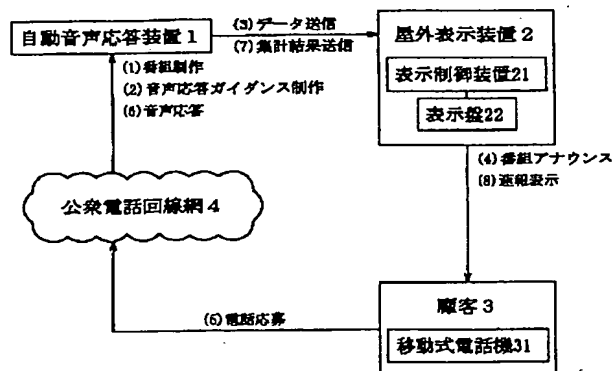 (3)データ送信
自動音声応答装置1
(7)集計結果送信
屋外表示装置2
表示制御装置21
表示盤22
(1)番組制作
(2)音声応答ガイダンス制作
(6)音声応答
(4)番組アナウンス
(8)速報表示
公衆電話回線網4
(5)電話応募
顧客3
移動式電話機31